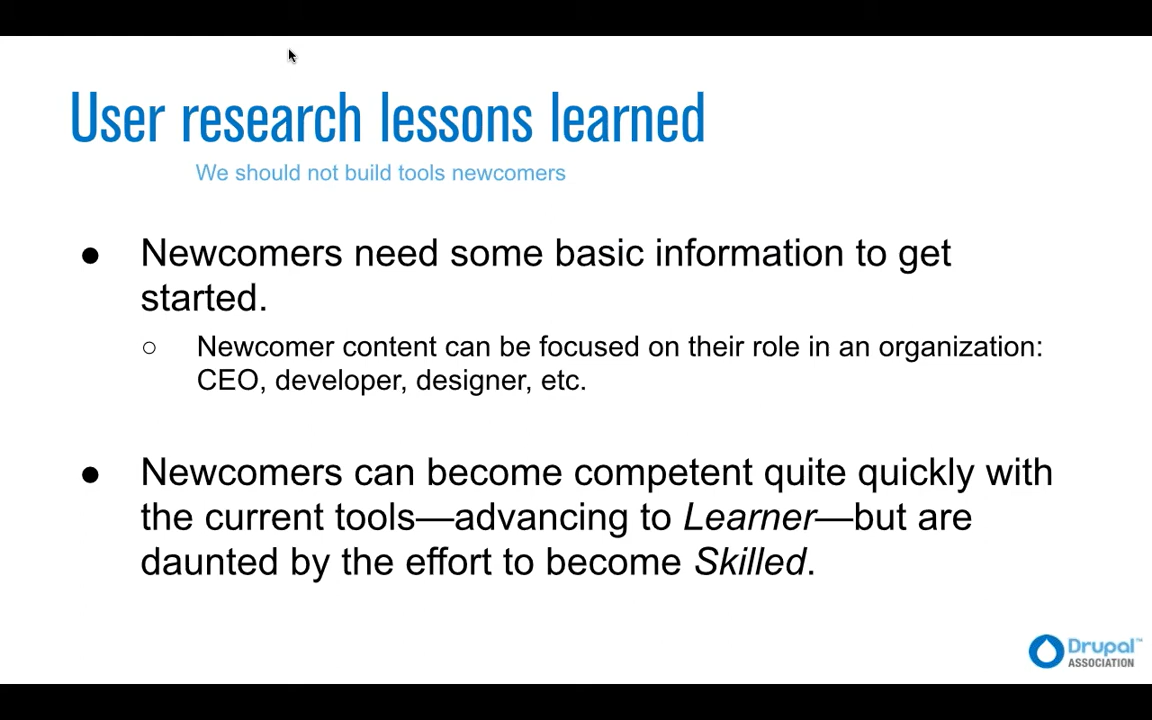 User research lessons learned
We should not build tools newcomers
● Newcomers need some basic information to get
started.
○ Newcomer content can be focused on their role in an organization:
CEO, developer, designer, etc.
● Newcomers can become competent quite quickly with
the current tools—advancing to Learner—but are
daunted by the effort to become Skilled.
Drupal™
ASSOCIATION